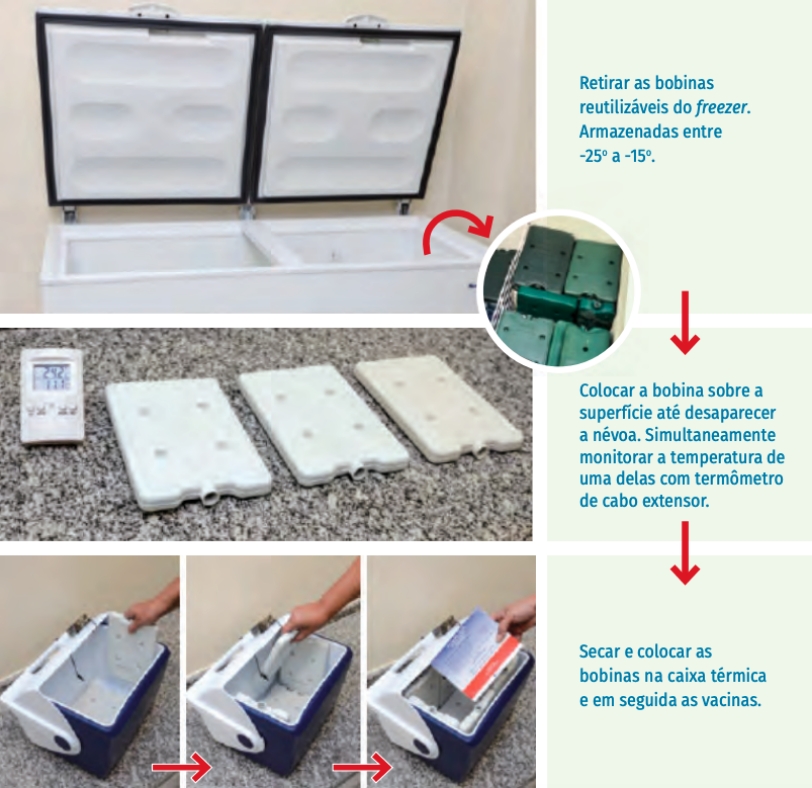 Retirar as bobinas
reutilizáveis do freezer.
Armazenadas entre
-25º a -15º.
Colocar a bobina sobre a
superfície até desaparecer
a névoa. Simultaneamente
monitorar a temperatura de
uma delas com termômetro
de cabo extensor.
Secar e colocar as
bobinas na caixa térmica
e em seguida as vacinas.